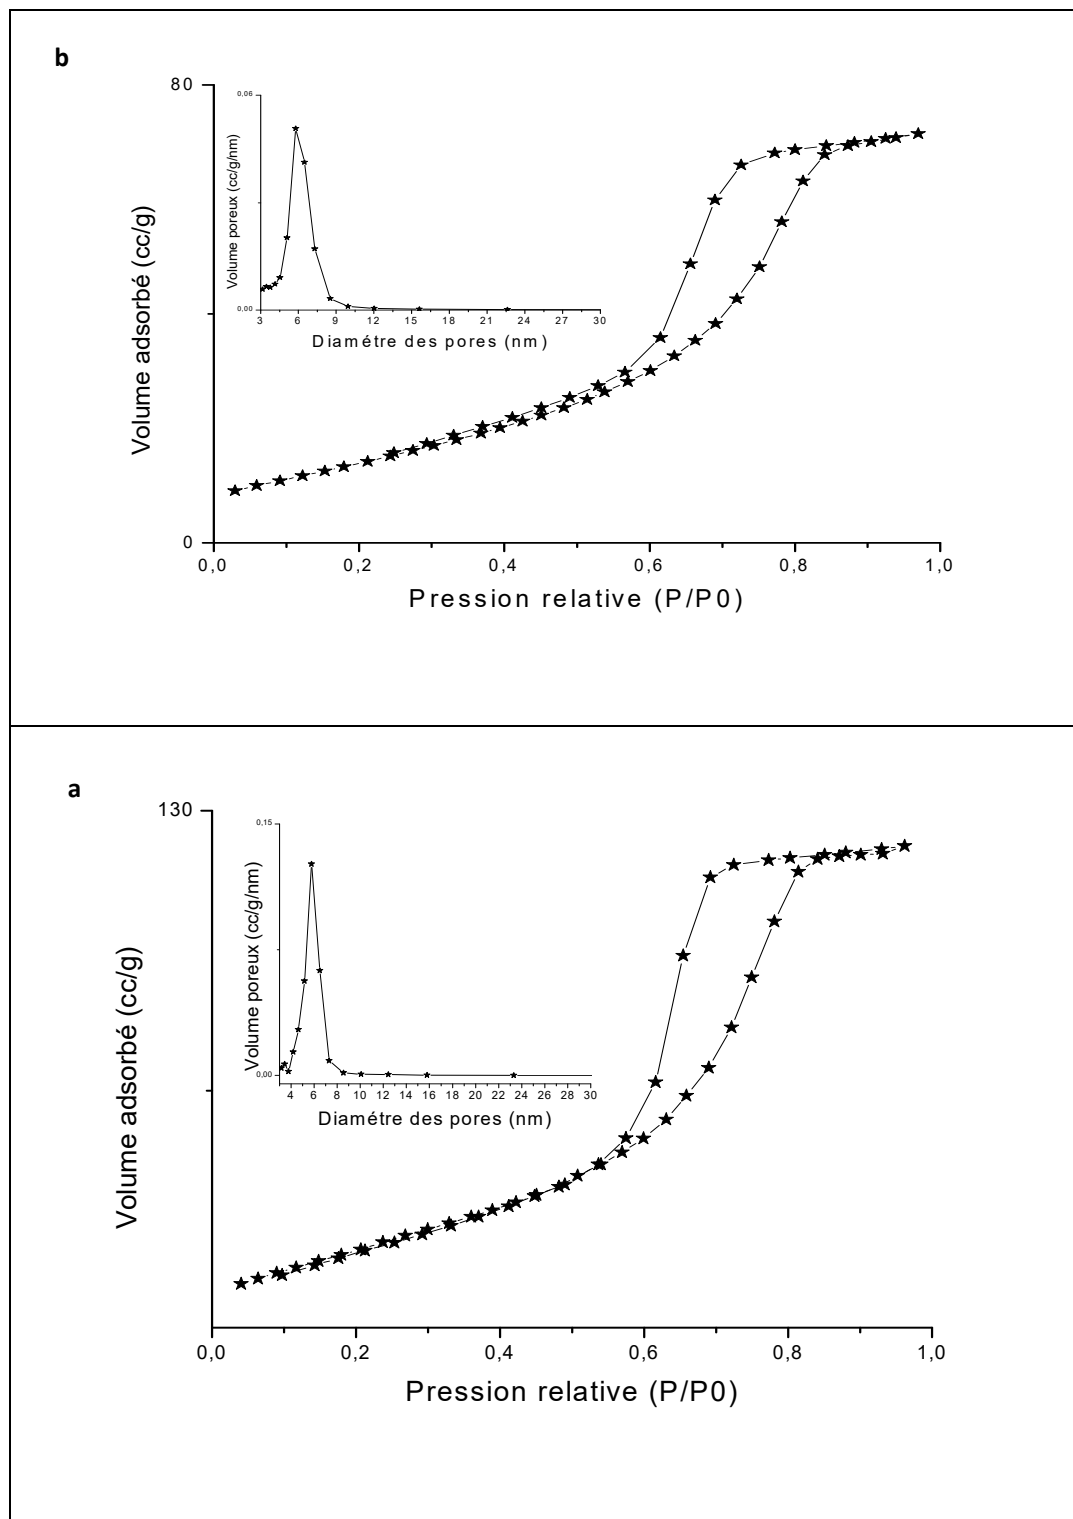 b
80
0
0,0 0,2 0,4 0,6 0,8 1,0
Volume adsorbé (cc/g)
Pression relative (P/P0)
0,06
0,00
3 6 9 12 15 18 21 24 27 30
Volume poreux (cc/g/nm)
Diamétre des pores (nm)
a
130
0,0 0,2 0,4 0,6 0,8 1,0
Volume adsorbé (cc/g)
Pression relative (P/P0)
0,15
0,00
4 6 8 10 12 14 16 18 20 22 24 26 28 30
Volume poreux (cc/g/nm)
Diamétre des pores (nm)